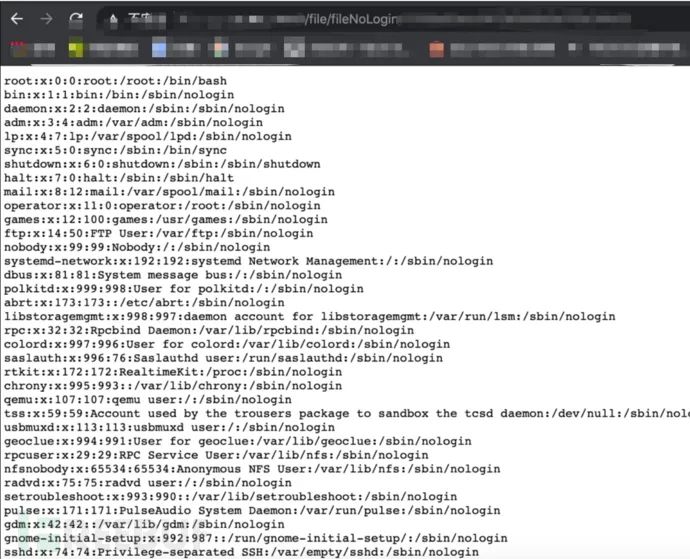 /file/fileNoLogin
root:x:0:0:root:/root:/bin/bash
bin:x:1:1:bin:/bin:/sbin/nologin
daemon:x:2:2:daemon:/sbin:/sbin/nologin
adm:x:3:4:adm:/var/adm:/sbin/nologin
lp:x:4:7:lp:/var/spool/lpd:/sbin/nologin
sync:x:5:0:sync:/sbin:/bin/sync
shutdown:x:6:0:shutdown:/sbin:/sbin/shutdown
halt:x:7:0:halt:/sbin:/sbin/halt
mail:x:8:12:mail:/var/spool/mail:/sbin/nologin
operator:x:11:0:operator:/root:/sbin/nologin
games:x:12:100:games:/usr/games:/sbin/nologin
ftp:x:14:50:FTP User:/var/ftp:/sbin/nologin
nobody:x:99:99:Nobody:/:/sbin/nologin
systemd-network:x:192:192:systemd Network Management:/:/sbin/nologin
dbus:x:81:81:System message bus:/:/sbin/nologin
polkitd:x:999:998:User for polkitd:/:/sbin/nologin
abrt:x:173:173::/etc/abrt:/sbin/nologin
libstoragemgmt:x:998:997:daemon account for libstoragemgmt:/var/run/lsm:/sbin/nologin
rpc:x:32:32:Rpcbind Daemon:/var/lib/rpcbind:/sbin/nologin
colord:x:997:996:User for colord:/var/lib/colord:/sbin/nologin
saslauth:x:996:76:Saslauthd user:/run/saslauthd:/sbin/nologin
rtkit:x:172:172:RealtimeKit:/proc:/sbin/nologin
chrony:x:995:993::/var/lib/chrony:/sbin/nologin
qemu:x:107:107:qemu user:/:/sbin/nologin
tss:x:59:59:Account used by the trousers package to sandbox the tcsd daemon:/dev/null:/sbin/nolo
usbmuxd:x:113:113:usbmuxd user:/:/sbin/nologin
geoclue:x:994:991:User for geoclue:/var/lib/geoclue:/sbin/nologin
rpcuser:x:29:29:RPC Service User:/var/lib/nfs:/sbin/nologin
nfsnobody:x:65534:65534:Anonymous NFS User:/var/lib/nfs:/sbin/nologin
radvd:x:75:75:radvd user:/:/sbin/nologin
setroubleshoot:x:993:990::/var/lib/setroubleshoot:/sbin/nologin
pulse:x:171:171:PulseAudio System Daemon:/var/run/pulse:/sbin/nologin
gdm:x:42:42::/var/lib/gdm:/sbin/nologin
gnome-initial-setup:x:992:987::/run/gnome-initial-setup/:/sbin/nologin
sshd:x:74:74:Privilege-separated SSH:/var/empty/sshd:/sbin/nologin